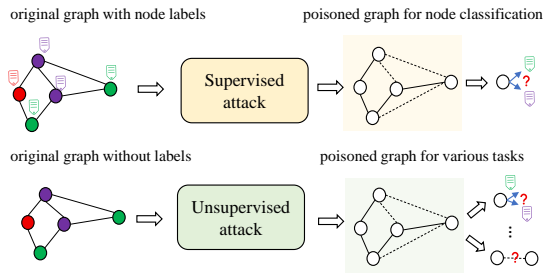 original graph with node labels
poisoned graph for node classification
Supervised
attack
?
original graph without labels
poisoned graph for various tasks
Unsupervised
attack
?
⋮
?